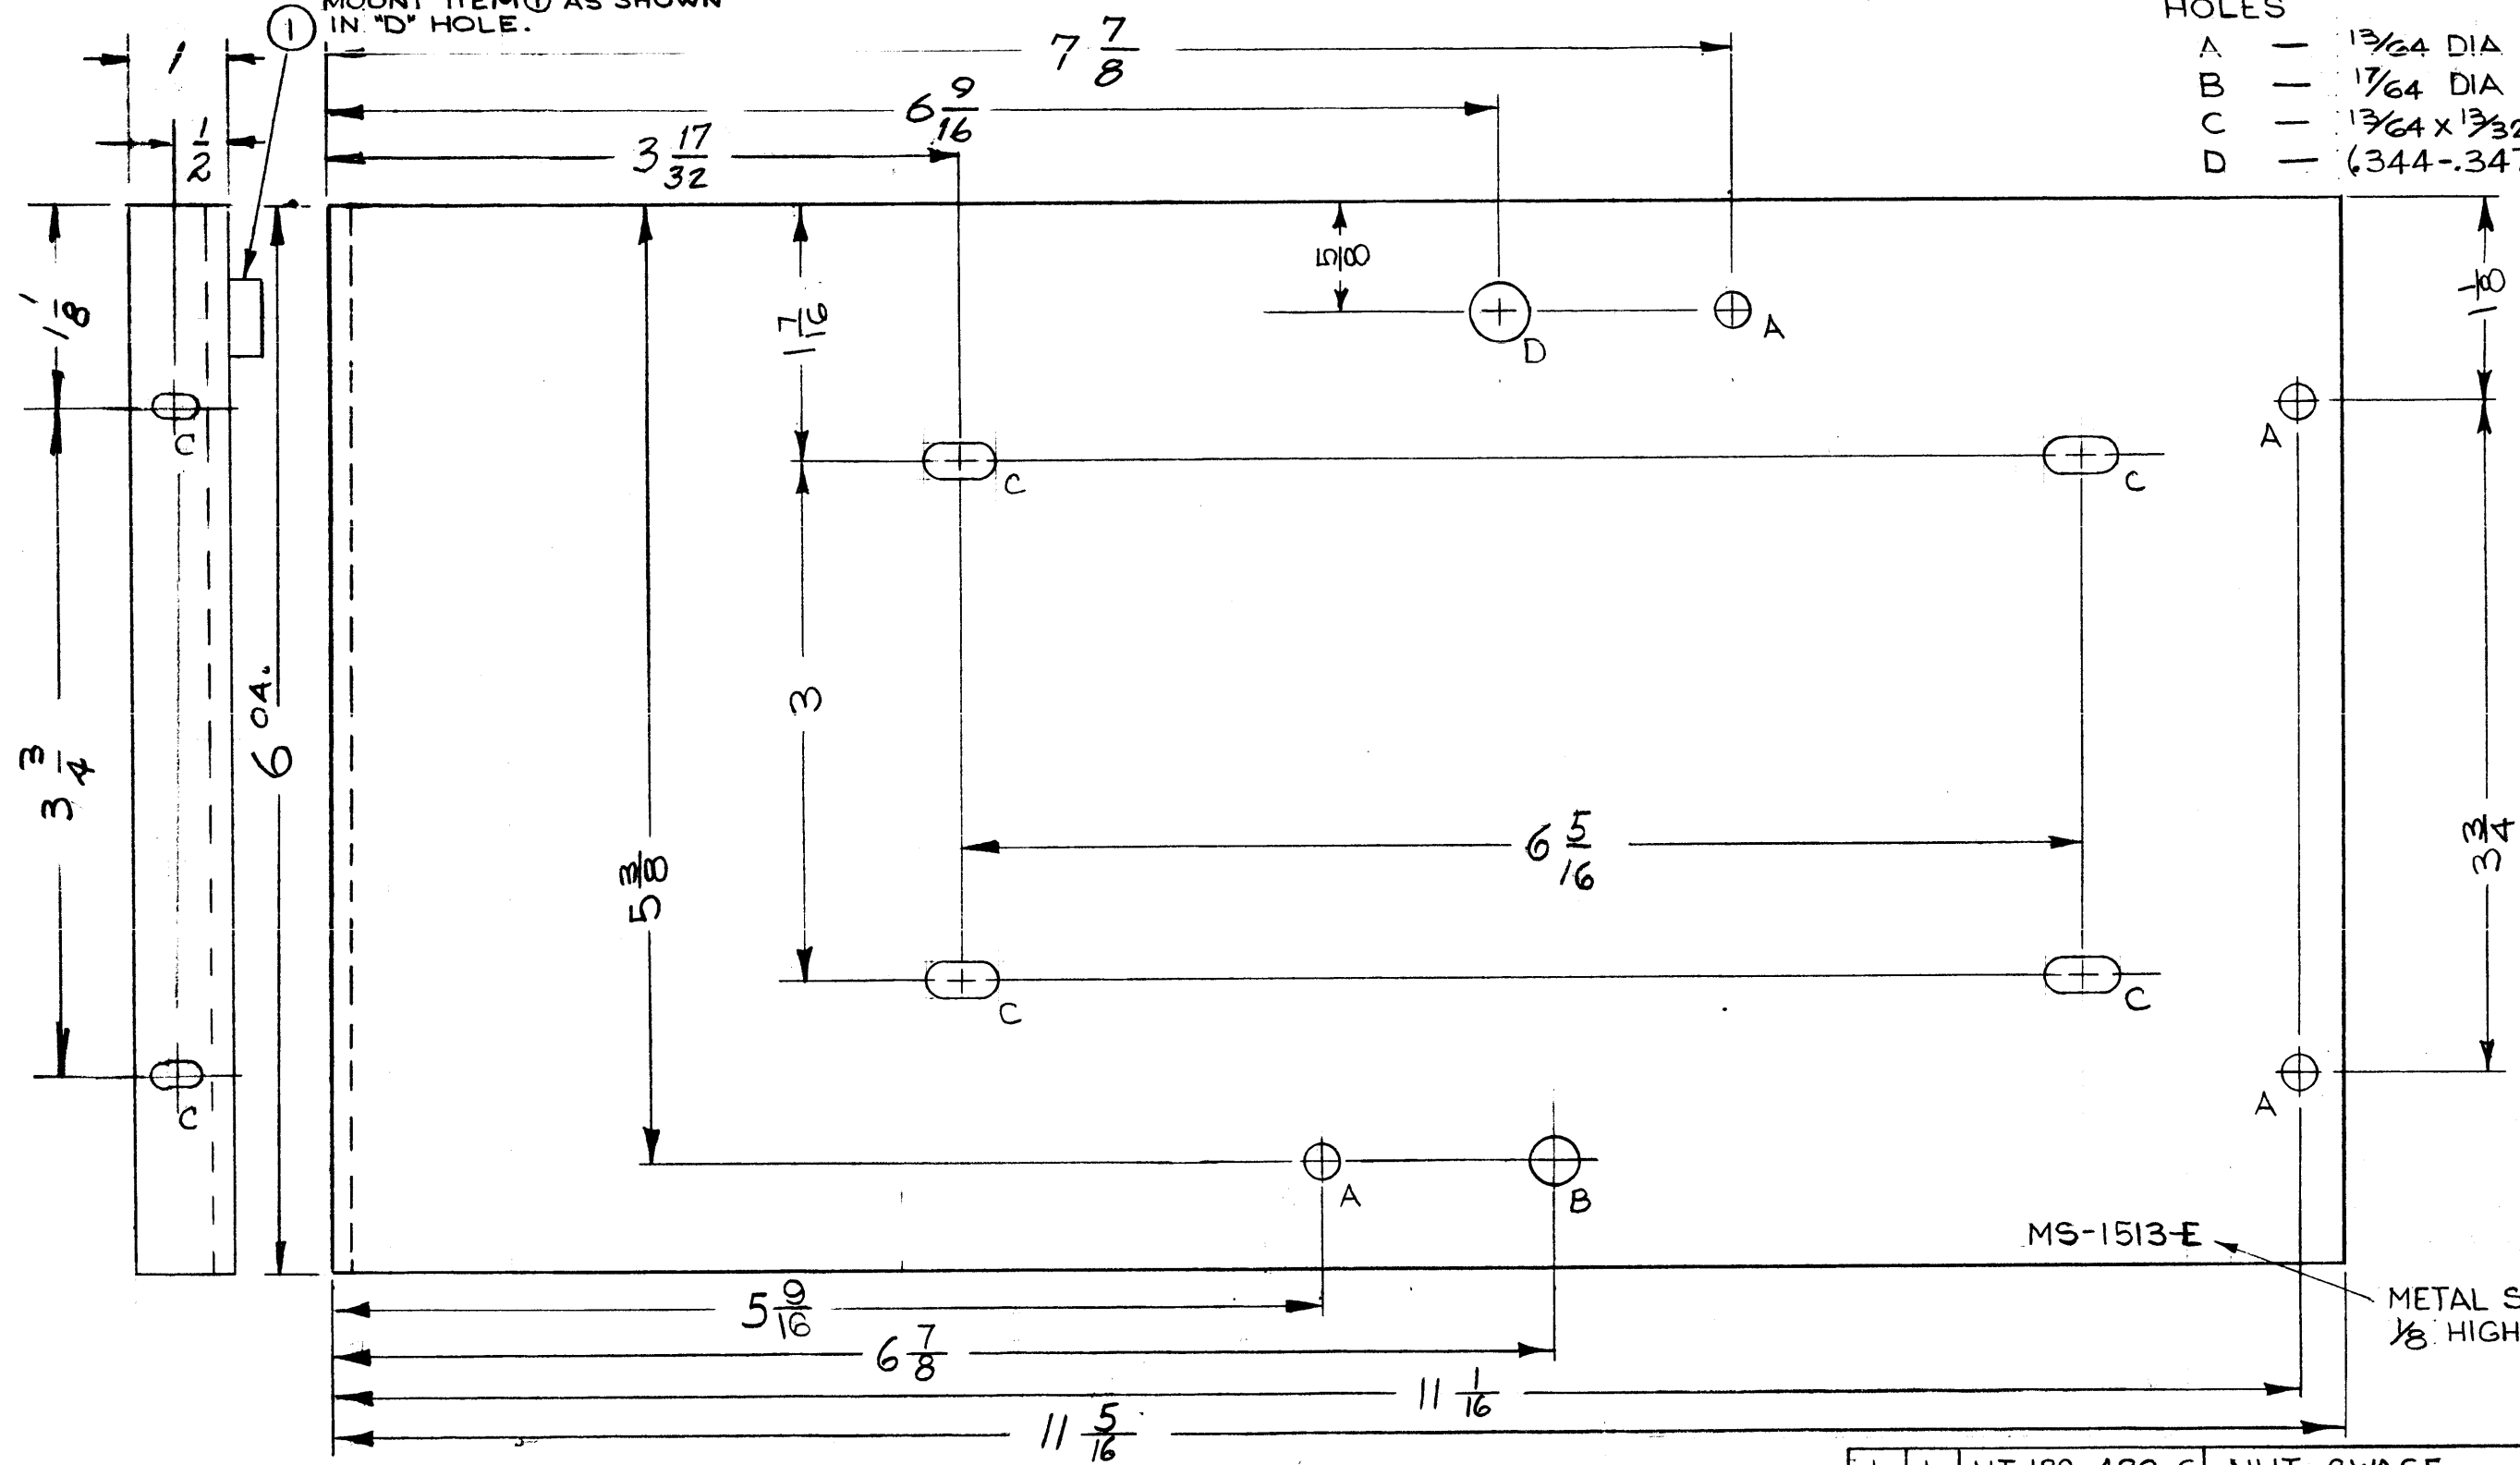 MOUNT ITEM ① AS SHOWN
IN "D" HOLE.
①
HOLES
A — 13/64 DIA
B — 17/64 DIA
C — 13/64 X 13/32
D — (.344-.347
1
1/2
7 7/8
6 9/16
3 17/32
1 1/8
3 3/4
6 O.A.
5 3/8
1 7/16
3
5/8
6 5/16
1 1/8
3 3/4
C
C
D
A
A
C
C
C
C
A
A
B
MS-1513-E
METAL S
1/8 HIGH
5 9/16
6 7/8
11 1/16
11 5/16
NUT, SWAGE